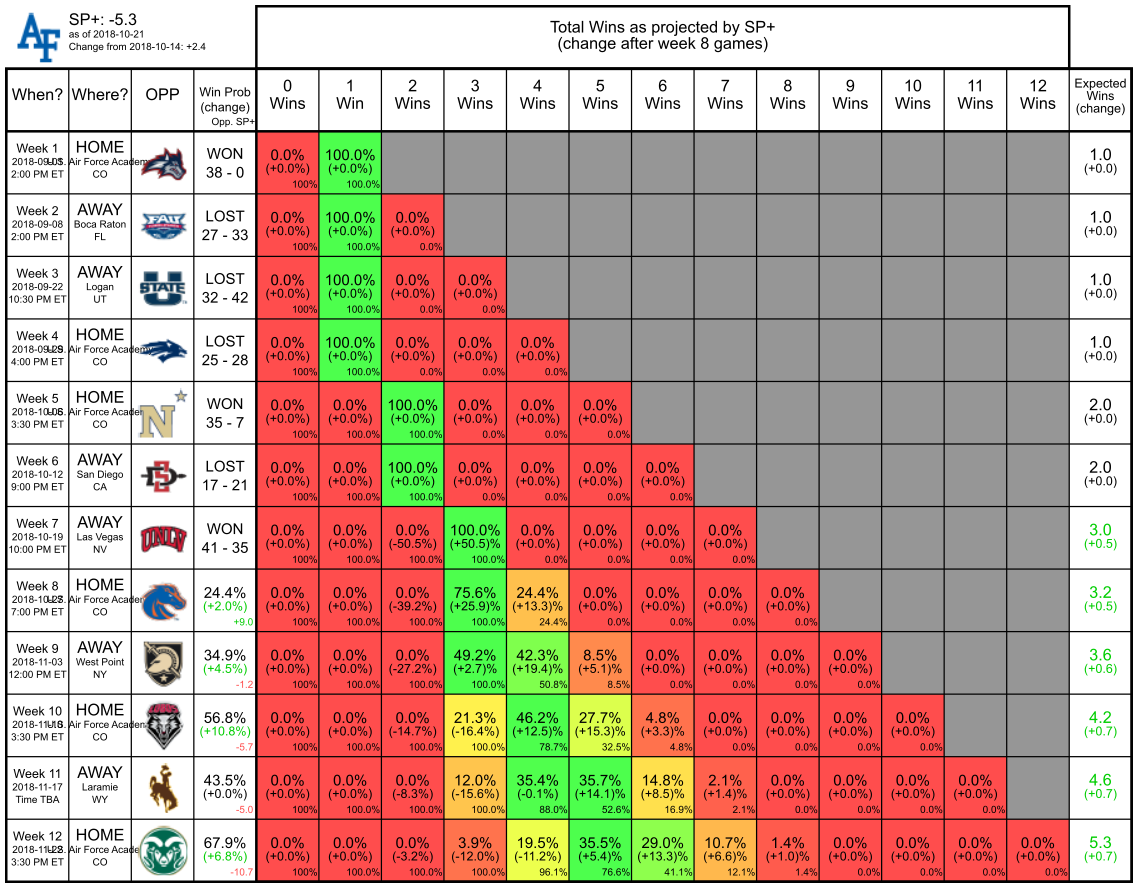 AF
SP+: -5.3
as of 2018-10-21
Change from 2018-10-14: +2.4
Total Wins as projected by SP+
(change after week 8 games)
When? Where? OPP Win Prob (change) Opp. SP+ 0 Wins 1 Win 2 Wins 3 Wins 4 Wins 5 Wins 6 Wins 7 Wins 8 Wins 9 Wins 10 Wins 11 Wins 12 Wins Expected Wins (change)
Week 1 HOME WON 0.0% 100.0% 1.0
2018-09-01 U.S. Air Force Academy 38 - 0 (+0.0%) (+0.0%) (+0.0)
2:00 PM ET CO 100% 100.0%
Week 2 AWAY FAU LOST 0.0% 100.0% 0.0% 1.0
2018-09-08 Boca Raton 27 - 33 (+0.0%) (+0.0%) (+0.0%) (+0.0)
2:00 PM ET FL 100% 100.0% 0.0%
Week 3 AWAY U STATE LOST 0.0% 100.0% 0.0% 0.0% 1.0
2018-09-22 Logan 32 - 42 (+0.0%) (+0.0%) (+0.0%) (+0.0%) (+0.0)
10:30 PM ET UT 100% 100.0% 0.0% 0.0%
Week 4 HOME LOST 0.0% 100.0% 0.0% 0.0% 0.0% 1.0
2018-09-29 U.S. Air Force Academy 25 - 28 (+0.0%) (+0.0%) (+0.0%) (+0.0%) (+0.0%) (+0.0)
4:00 PM ET CO 100% 100.0% 0.0% 0.0% 0.0%
Week 5 HOME N WON 0.0% 0.0% 100.0% 0.0% 0.0% 0.0% 2.0
2018-10-06 U.S. Air Force Academy 35 - 7 (+0.0%) (+0.0%) (+0.0%) (+0.0%) (+0.0%) (+0.0%) (+0.0)
3:30 PM ET CO 100% 100.0% 100.0% 0.0% 0.0% 0.0%
Week 6 AWAY SD LOST 0.0% 0.0% 100.0% 0.0% 0.0% 0.0% 0.0% 2.0
2018-10-12 San Diego 17 - 21 (+0.0%) (+0.0%) (+0.0%) (+0.0%) (+0.0%) (+0.0%) (+0.0%) (+0.0)
9:00 PM ET CA 100% 100.0% 100.0% 0.0% 0.0% 0.0% 0.0%
Week 7 AWAY UNLV WON 0.0% 0.0% 0.0% 100.0% 0.0% 0.0% 0.0% 0.0% 3.0
2018-10-19 Las Vegas 41 - 35 (+0.0%) (+0.0%) (-50.5%) (+50.5)% (+0.0%) (+0.0%) (+0.0%) (+0.0%) (+0.5)
10:00 PM ET NV 100% 100.0% 100.0% 100.0% 0.0% 0.0% 0.0% 0.0%
Week 8 HOME 24.4% 0.0% 0.0% 0.0% 75.6% 24.4% 0.0% 0.0% 0.0% 0.0% 3.2
2018-10-27 U.S. Air Force Academy (+2.0%) (+0.0%) (+0.0%) (-39.2%) (+25.9)% (+13.3)% (+0.0%) (+0.0%) (+0.0%) (+0.0%) (+0.5)
7:00 PM ET CO +9.0 100% 100.0% 100.0% 100.0% 24.4% 0.0% 0.0% 0.0% 0.0%
Week 9 AWAY 34.9% 0.0% 0.0% 0.0% 49.2% 42.3% 8.5% 0.0% 0.0% 0.0% 0.0% 3.6
2018-11-03 West Point (+4.5%) (+0.0%) (+0.0%) (-27.2%) (+2.7)% (+19.4)% (+5.1)% (+0.0%) (+0.0%) (+0.0%) (+0.0%) (+0.6)
12:00 PM ET NY -1.2 100% 100.0% 100.0% 100.0% 50.8% 8.5% 0.0% 0.0% 0.0% 0.0%
Week 10 HOME 56.8% 0.0% 0.0% 0.0% 21.3% 46.2% 27.7% 4.8% 0.0% 0.0% 0.0% 0.0% 4.2
2018-11-10 U.S. Air Force Academy (+10.8%) (+0.0%) (+0.0%) (-14.7%) (-16.4%) (+12.5)% (+15.3)% (+3.3)% (+0.0%) (+0.0%) (+0.0%) (+0.0%) (+0.7)
3:30 PM ET CO -5.7 100% 100.0% 100.0% 100.0% 78.7% 32.5% 4.8% 0.0% 0.0% 0.0% 0.0%
Week 11 AWAY 43.5% 0.0% 0.0% 0.0% 12.0% 35.4% 35.7% 14.8% 2.1% 0.0% 0.0% 0.0% 0.0% 4.6
2018-11-17 Laramie (+0.0%) (+0.0%) (+0.0%) (-8.3%) (-15.6%) (-0.1%) (+14.1)% (+8.5)% (+1.4)% (+0.0%) (+0.0%) (+0.0%) (+0.0%) (+0.7)
Time TBA WY -5.0 100% 100.0% 100.0% 100.0% 88.0% 52.6% 16.9% 2.1% 0.0% 0.0% 0.0% 0.0%
Week 12 HOME 67.9% 0.0% 0.0% 0.0% 3.9% 19.5% 35.5% 29.0% 10.7% 1.4% 0.0% 0.0% 0.0% 0.0% 5.3
2018-11-22 U.S. Air Force Academy (+6.8%) (+0.0%) (+0.0%) (-3.2%) (-12.0%) (-11.2%) (+5.4)% (+13.3)% (+6.6)% (+1.0)% (+0.0%) (+0.0%) (+0.0%) (+0.0%) (+0.7)
3:30 PM ET CO -10.7 100% 100.0% 100.0% 100.0% 96.1% 76.6% 41.1% 12.1% 1.4% 0.0% 0.0% 0.0% 0.0%